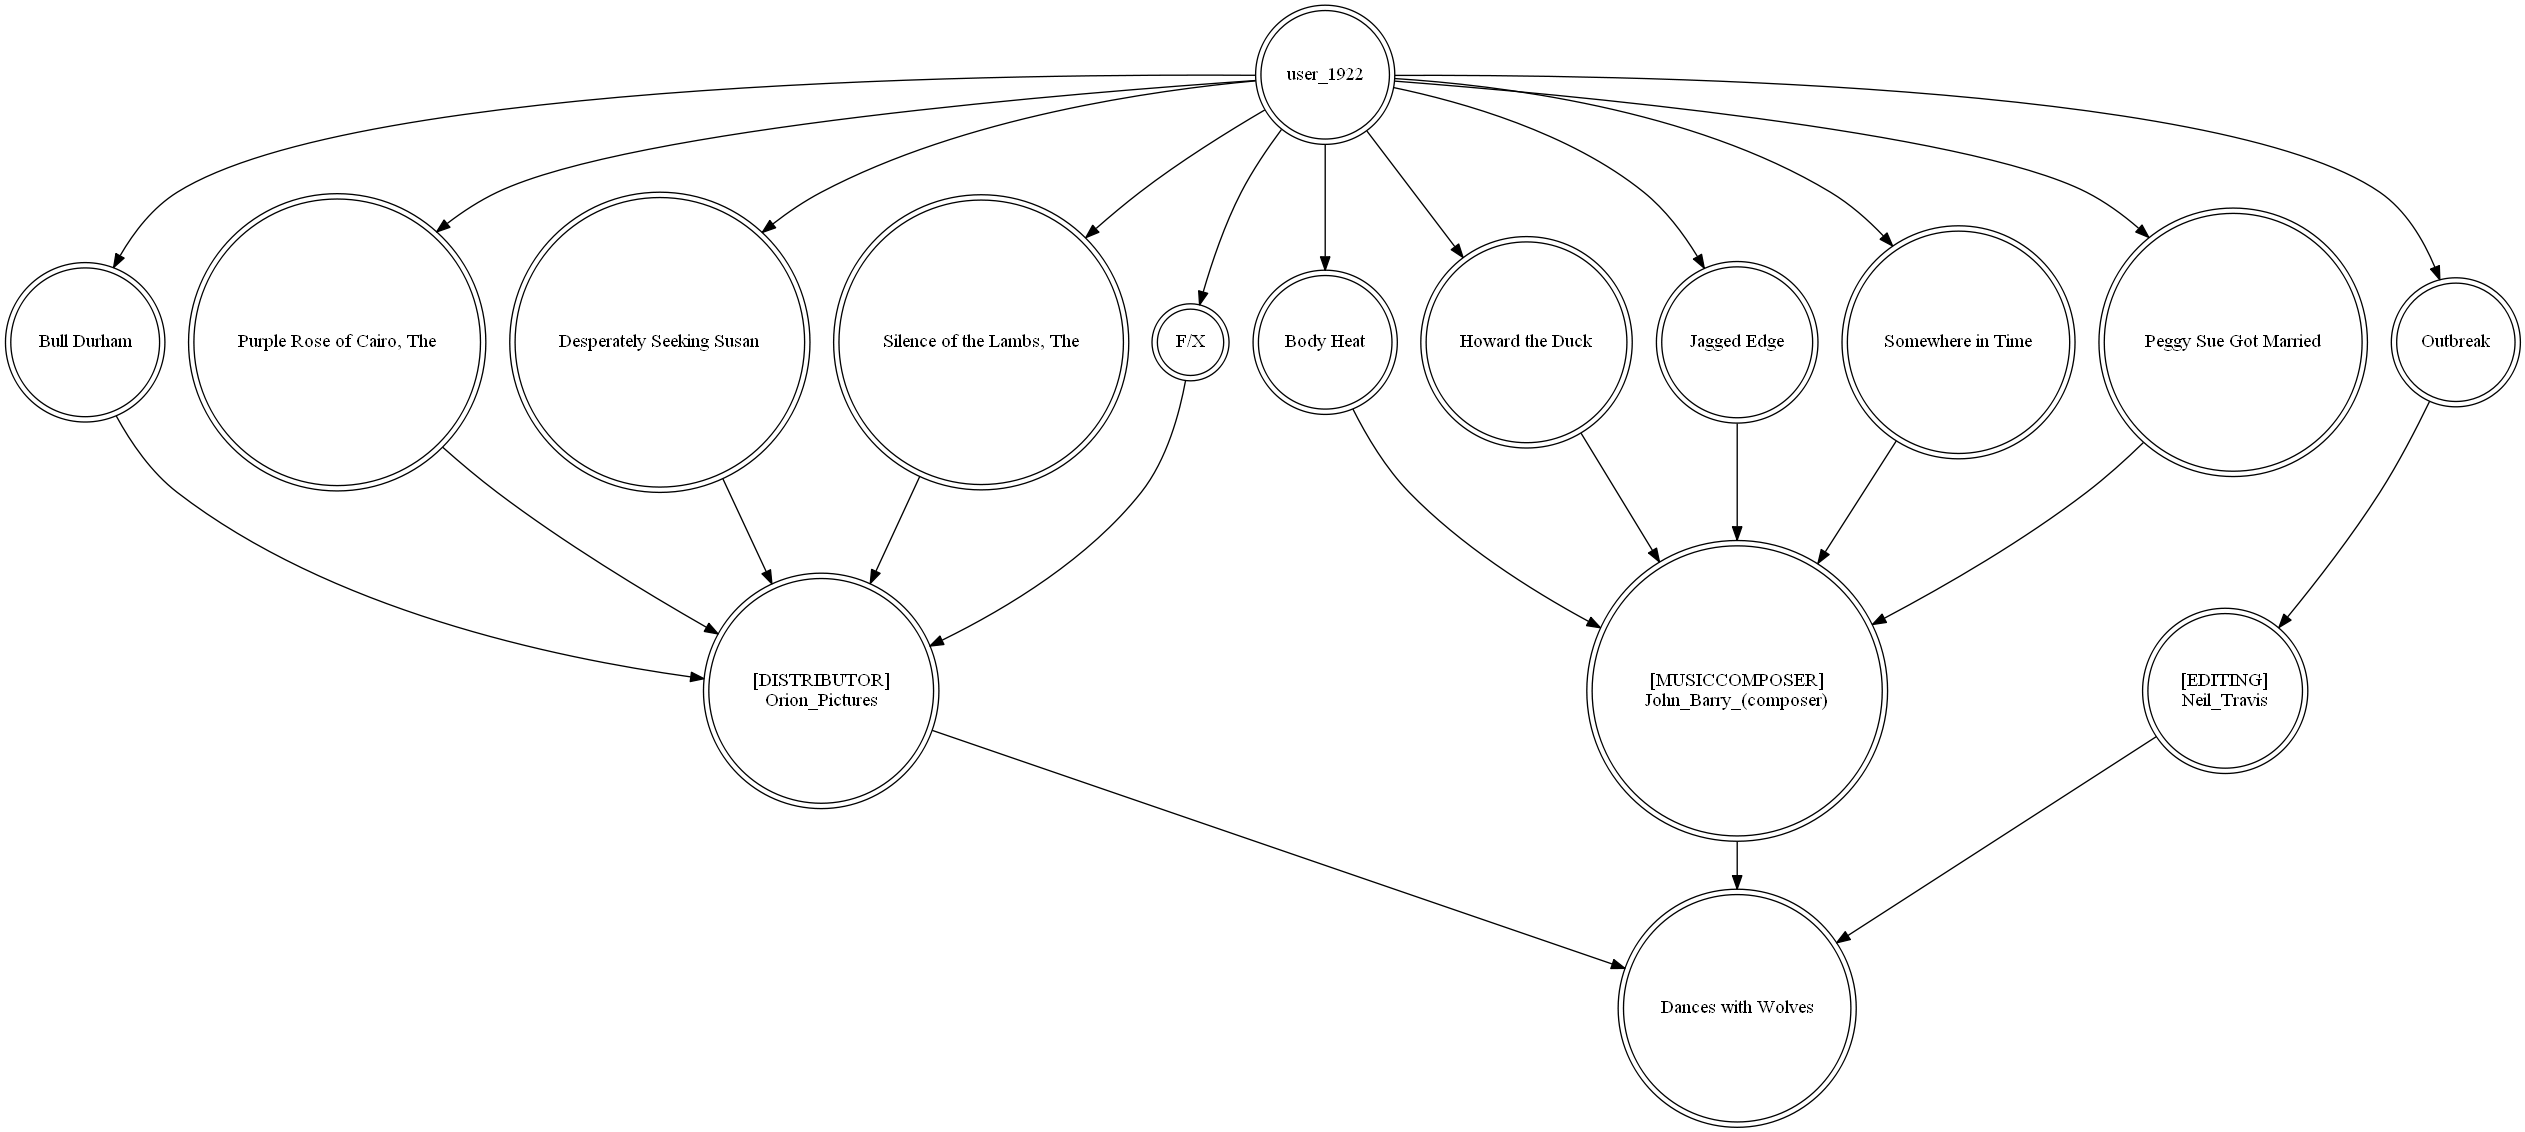 user_1922
Bull Durham
Purple Rose of Cairo, The
Desperately Seeking Susan
Silence of the Lambs, The
F/X
Body Heat
Howard the Duck
Jagged Edge
Somewhere in Time
Peggy Sue Got Married
Outbreak
[DISTRIBUTOR]
Orion_Pictures
[MUSICCOMPOSER]
John_Barry_(composer)
[EDITING]
Neil_Travis
Dances with Wolves